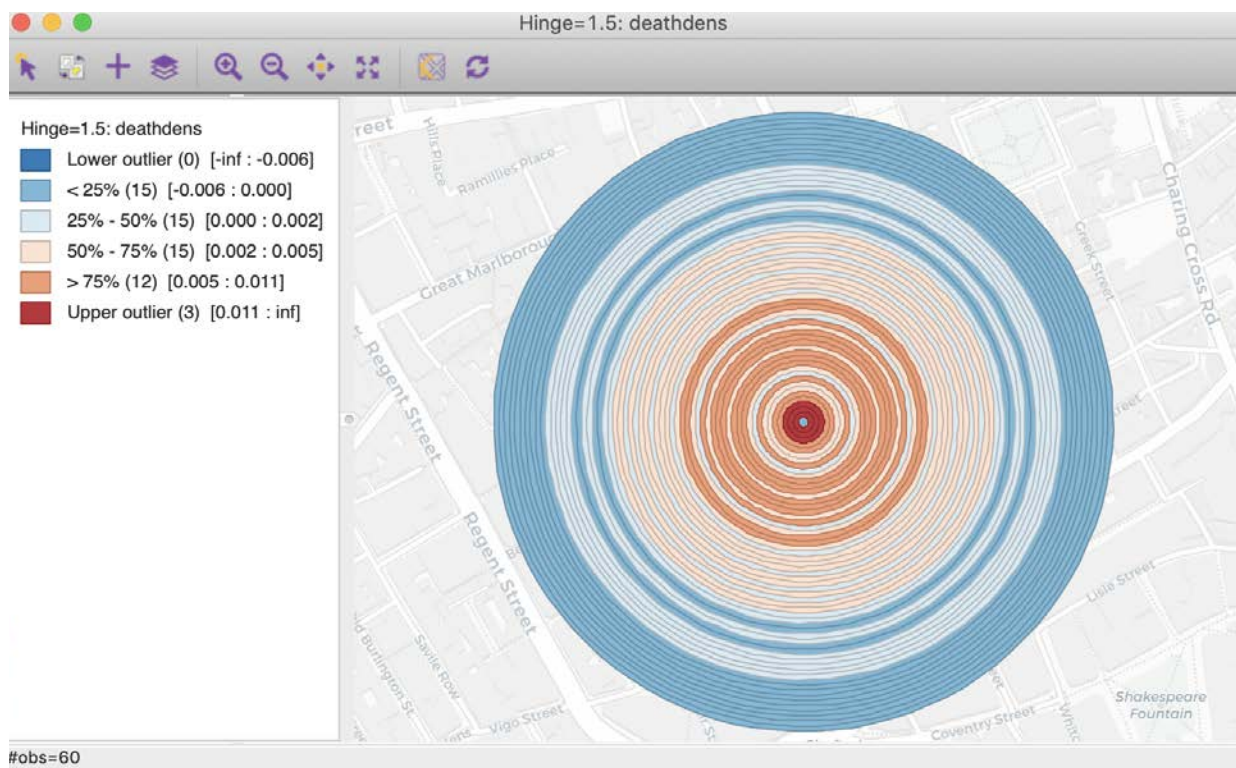 Hinge=1.5: deathdens
Hinge=1.5: deathdens
Lower outlier (0) [-inf : -0.006]
< 25% (15) [-0.006 : 0.000]
25% - 50% (15) [0.000 : 0.002]
50% - 75% (15) [0.002 : 0.005]
> 75% (12) [0.005 : 0.011]
Upper outlier (3) [0.011 : inf]
reet
Hills Place
Ramillies Place
Great Marlborou
Charing Cross Rd.
Greek Street
Regent Street
Regent Street
Street
Lisle Street
Savile Row
Vigo Street
Coventry Street
Shakespeare
Fountain
#obs=60